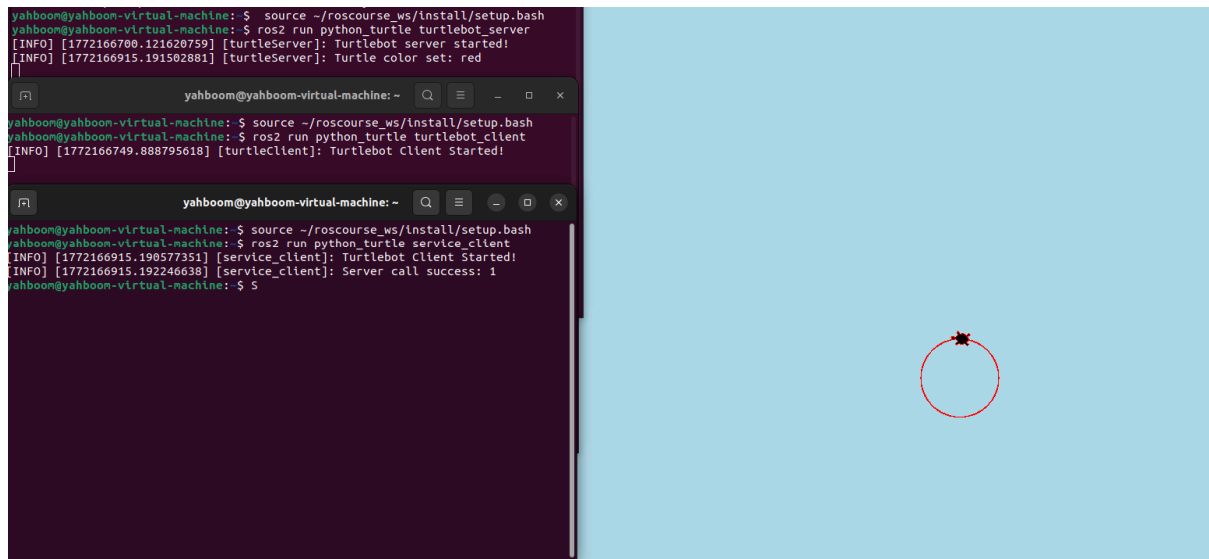 yahboom@yahboom-virtual-machine:~$  source ~/roscourse_ws/install/setup.bash
yahboom@yahboom-virtual-machine:~$ ros2 run python_turtle turtlebot_server
[INFO] [1772166700.121620759] [turtleServer]: Turtlebot server started!
[INFO] [1772166915.191502881] [turtleServer]: Turtle color set: red
yahboom@yahboom-virtual-machine: ~
yahboom@yahboom-virtual-machine:~$ source ~/roscourse_ws/install/setup.bash
yahboom@yahboom-virtual-machine:~$ ros2 run python_turtle turtlebot_client
[INFO] [1772166749.888795618] [turtleClient]: Turtlebot Client Started!
yahboom@yahboom-virtual-machine: ~
yahboom@yahboom-virtual-machine:~$ source ~/roscourse_ws/install/setup.bash
yahboom@yahboom-virtual-machine:~$ ros2 run python_turtle service_client
[INFO] [1772166915.190577351] [service_client]: Turtlebot Client Started!
[INFO] [1772166915.192246638] [service_client]: Server call success: 1
yahboom@yahboom-virtual-machine:~$ S